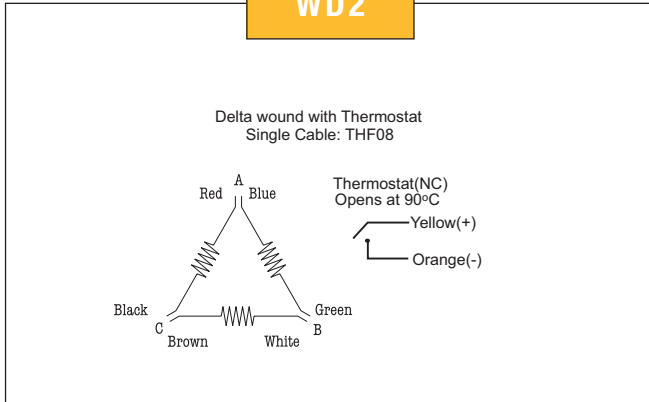 WD2
Delta wound with Thermostat
Single Cable: THF08
A
Red
Blue
Thermostat(NC)
Opens at 90°C
Yellow(+)
Orange(-)
Black
Green
C
B
Brown
White